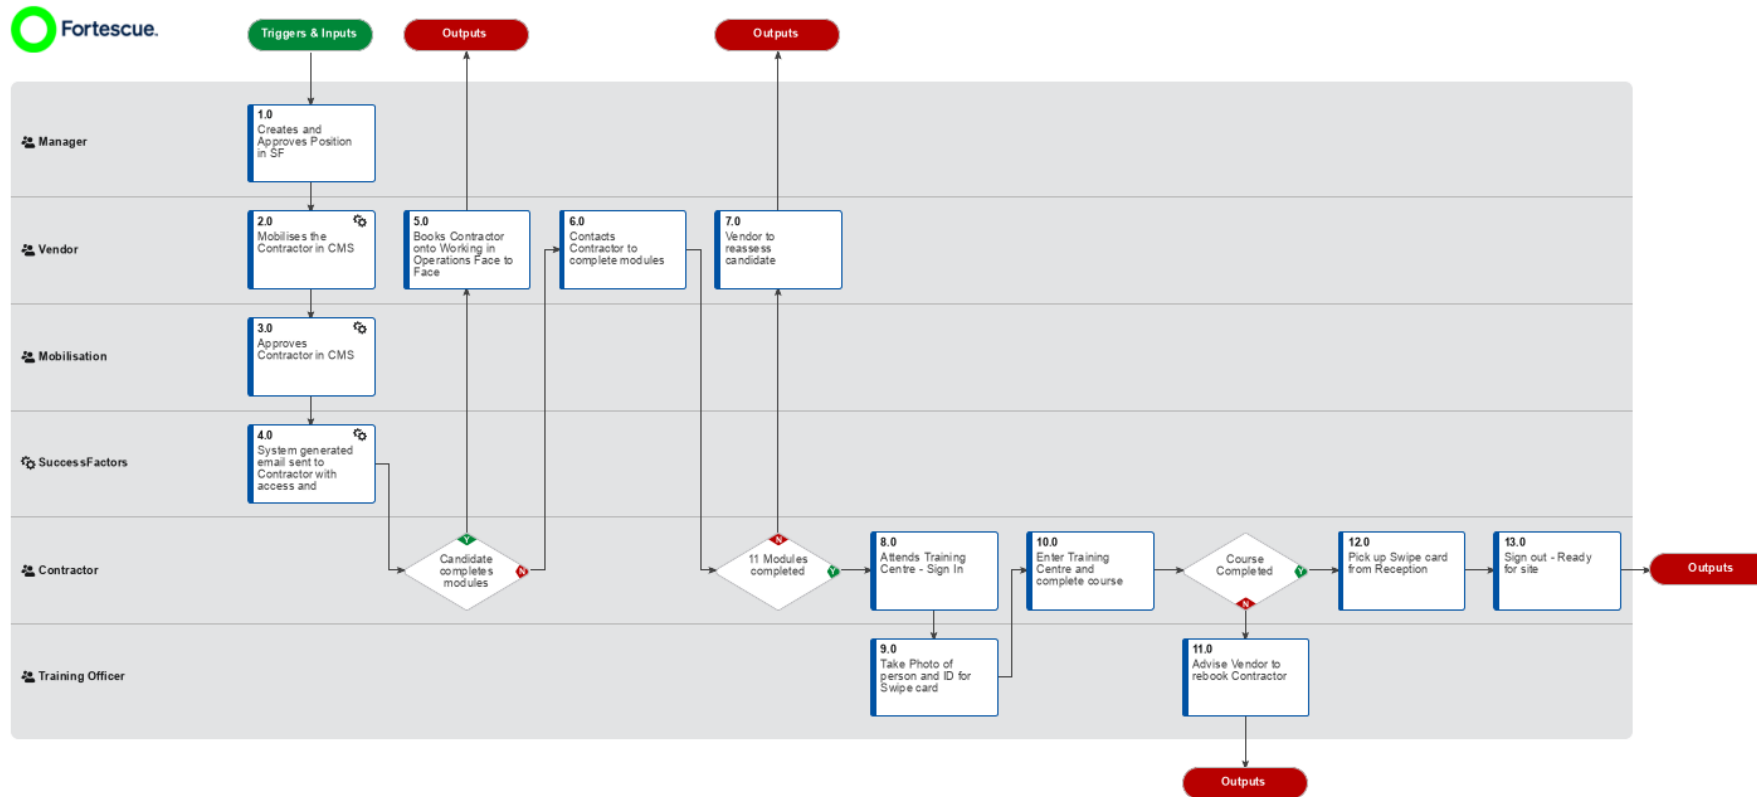 Fortescue.
Triggers & Inputs
Outputs
Outputs
Manager
1.0
Creates and
Approves Position
in SF
Vendor
2.0
Mobilises the
Contractor in CMS
5.0
Books Contractor
onto Working in
Operations Face to
Face
6.0
Contacts
Contractor to
complete modules
7.0
Vendor to
reassess
candidate
Mobilisation
3.0
Approves
Contractor in CMS
SuccessFactors
4.0
System generated
email sent to
Contractor with
access and
Contractor
Y
Candidate
completes
modules
N
N
11 Modules
completed
Y
8.0
Attends Training
Centre - Sign In
10.0
Enter Training
Centre and
complete course
Course
Completed
Y
N
12.0
Pick up Swipe card
from Reception
13.0
Sign out - Ready
for site
Outputs
Training Officer
9.0
Take Photo of
person and ID for
Swipe card
11.0
Advise Vendor to
rebook Contractor
Outputs